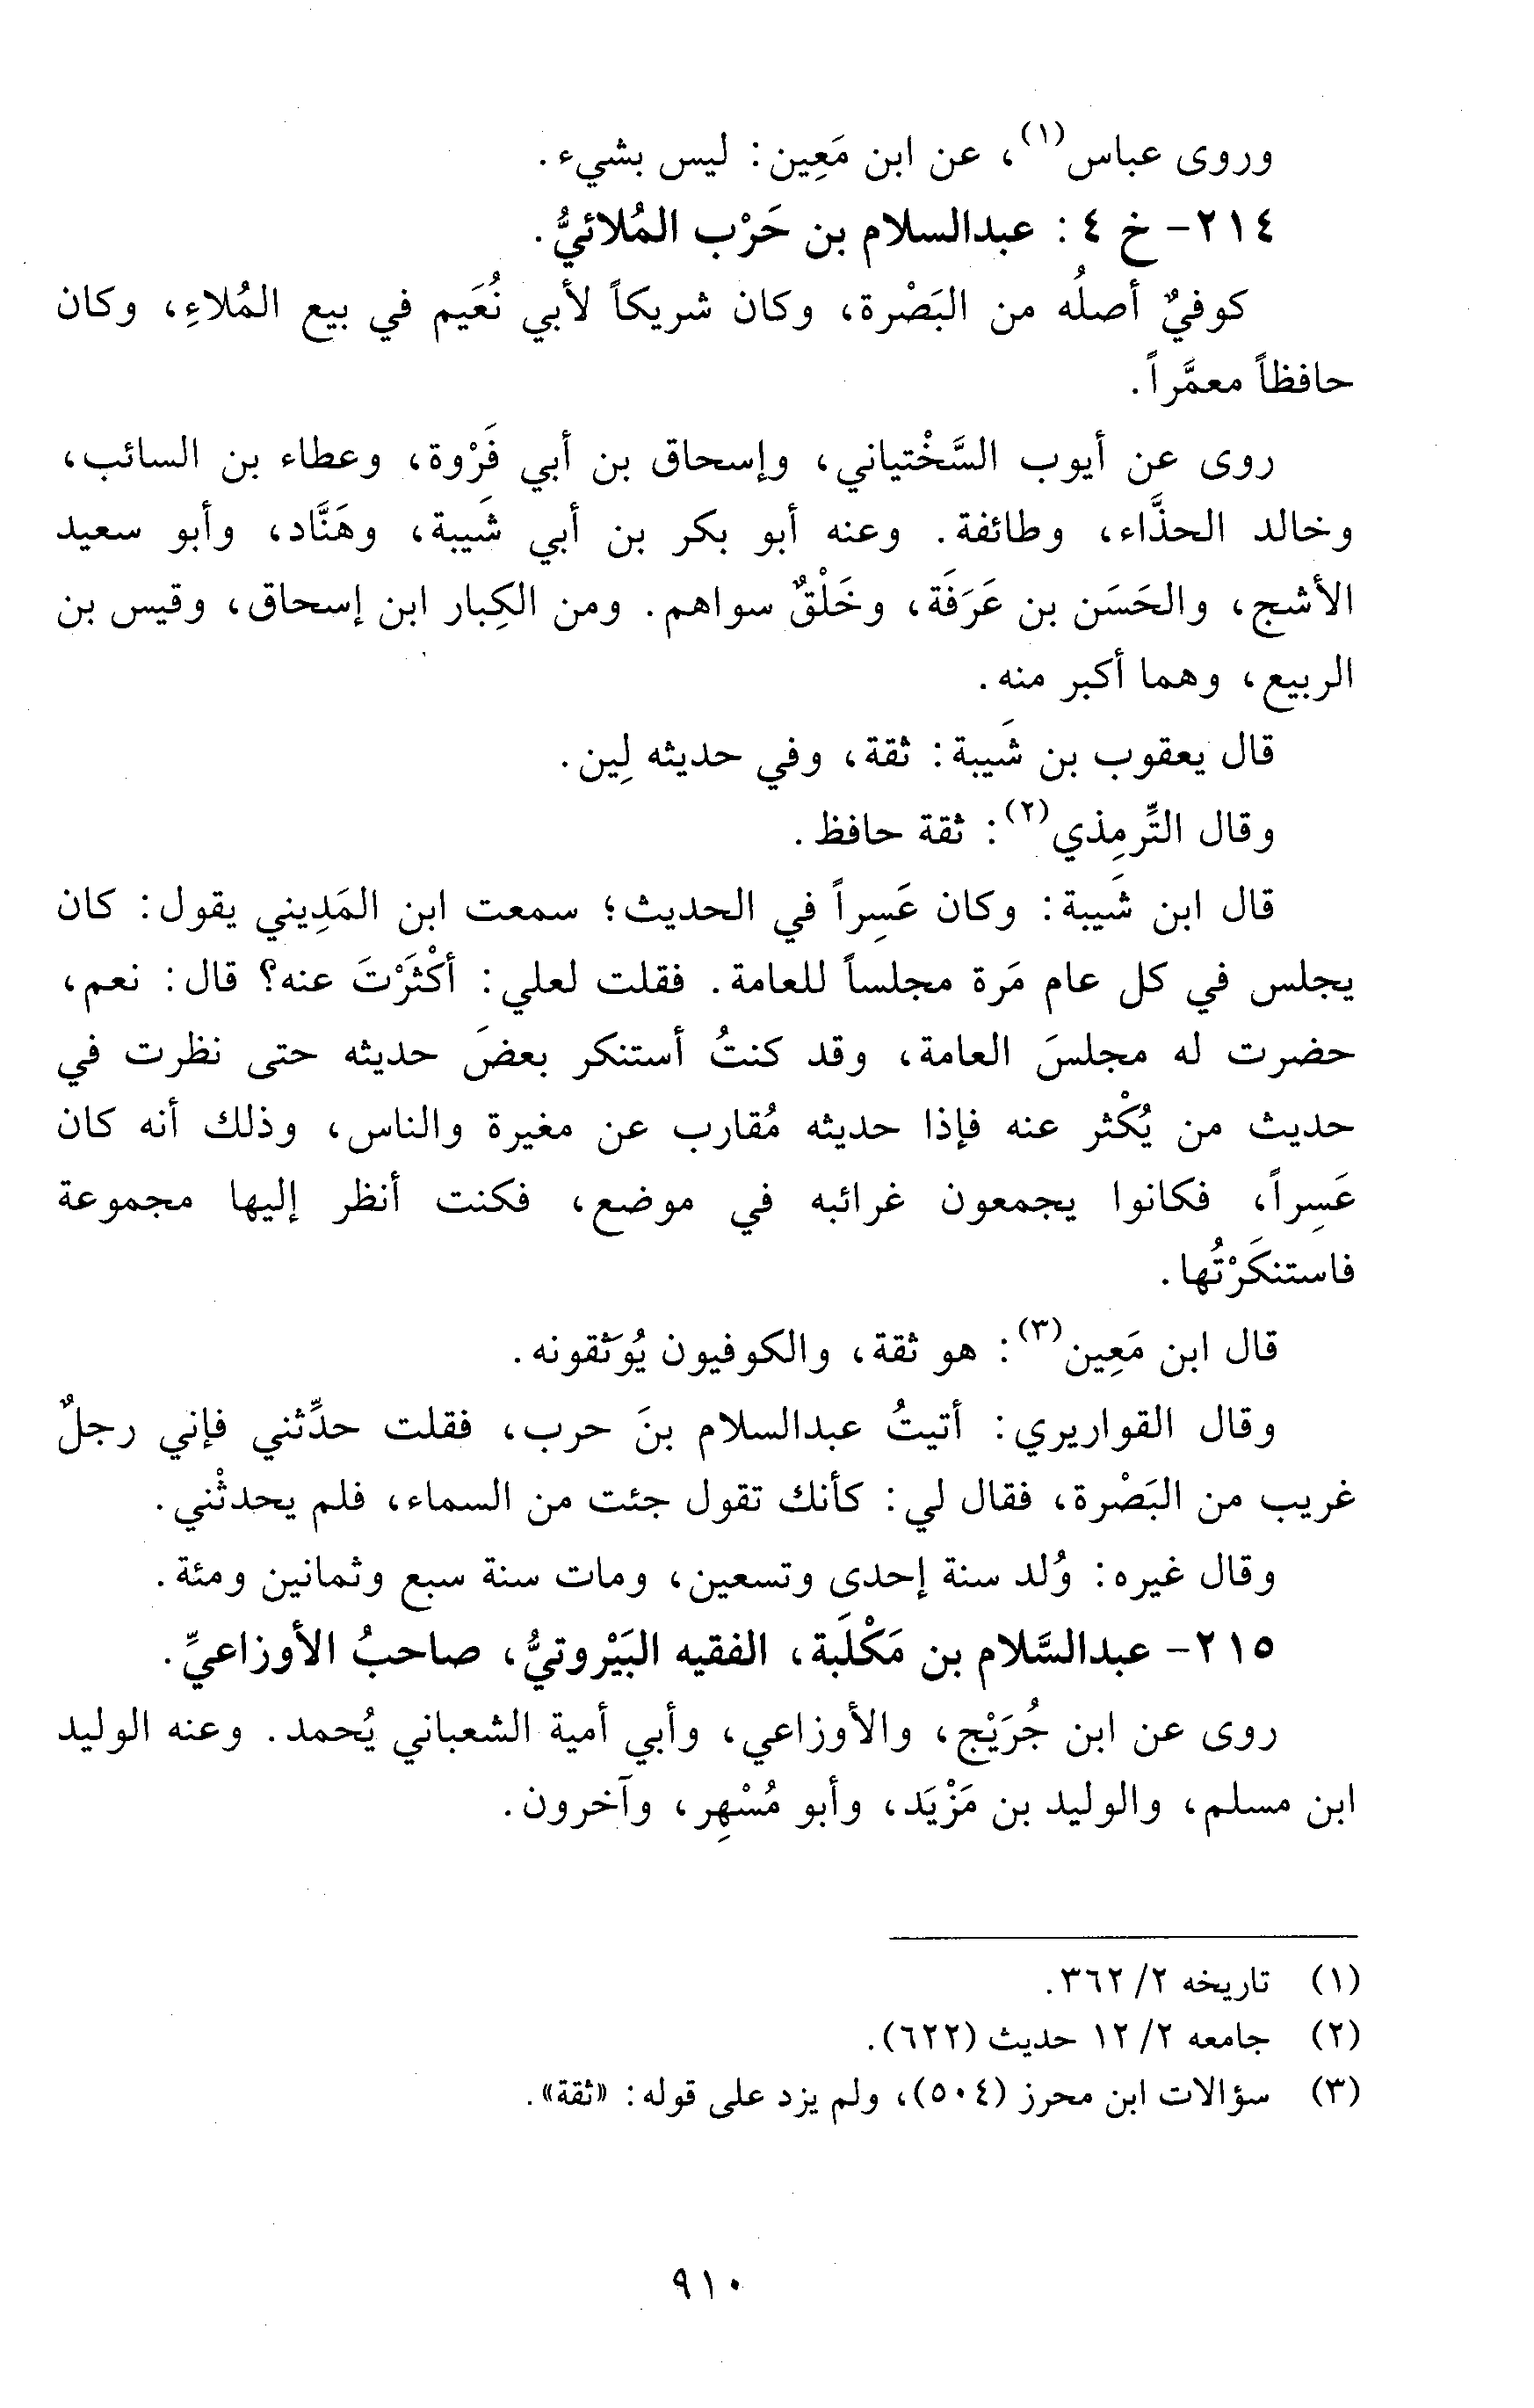 وروى عباس(١)، عن ابن مَعِين: ليس بشيء.
٢١٤- خ ٤: عبدالسلام بن حَرْب المُلائيُّ.
كوفيٌ أصلُه من البَصْرة، وكان شريكاً لأبي نُعَيم في بيع المُلاءِ، وكان
حافظاً معمَّراً.
روى عن أيوب السَّخْتياني، وإسحاق بن أبي فَرْوة، وعطاء بن السائب،
وخالد الحذَّاء، وطائفة. وعنه أبو بكر بن أبي شَيبة، وهَنَّاد، وأبو سعيد
الأشج، والحَسَن بن عَرَفَة، وخَلْقٌ سواهم. ومن الكِبار ابن إسحاق، وقيس بن
الربيع، وهما أكبر منه.
قال يعقوب بن شَيبة: ثقة، وفي حديثه لِين.
وقال التِّرمِذي(٢): ثقة حافظ.
قال ابن شَيبة: وكان عَسِراً في الحديث؛ سمعت ابن المَدِيني يقول: كان
يجلس في كل عام مَرة مجلساً للعامة. فقلت لعلي: أكْثَرْتَ عنه؟ قال: نعم،
حضرت له مجلسَ العامة، وقد كنتُ أستنكر بعضَ حديثه حتى نظرت في
حديث من يُكْثر عنه فإذا حديثه مُقارب عن مغيرة والناس، وذلك أنه كان
عَسِراً، فكانوا يجمعون غرائبه في موضع، فكنت أنظر إليها مجموعة
فاستنكَرْتُها.
قال ابن مَعِين(٣): هو ثقة، والكوفيون يُوَثقونه.
وقال القواريري: أتيتُ عبدالسلام بنَ حرب، فقلت حدِّثني فإني رجلٌ
غريب من البَصْرة، فقال لي: كأنك تقول جئت من السماء، فلم يحدثْني.
وقال غيره: وُلد سنة إحدى وتسعين، ومات سنة سبع وثمانين ومئة.
٢١٥- عبدالسَّلام بن مَكْلَبة، الفقيه البَيْروتيُّ، صاحبُ الأوزاعيِّ.
روى عن ابن جُرَيْج، والأوزاعي، وأبي أمية الشعباني يُحمد. وعنه الوليد
ابن مسلم، والوليد بن مَزْيَد، وأبو مُسْهِر، وآخرون.
(١) تاريخه ٢/ ٣٦٢.
(٢) جامعه ٢/ ١٢ حديث (٦٢٢).
(٣) سؤالات ابن محرز (٥٠٤)، ولم يزد على قوله: «ثقة».
٩١٠